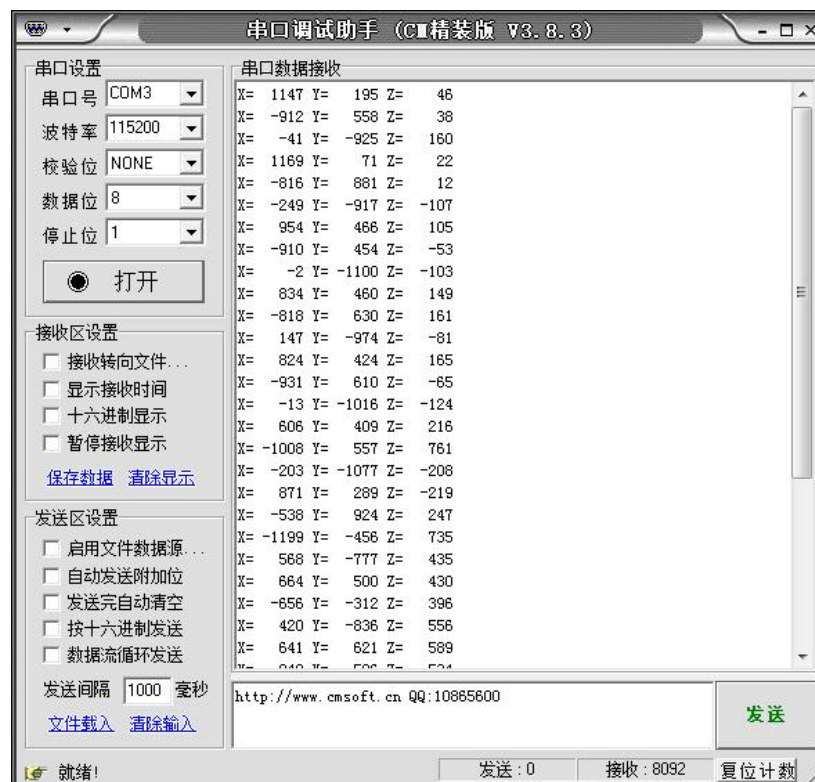 串口调试助手 (CM精装版 V3.8.3)
串口设置
串口号 COM3
波特率 115200
校验位 NONE
数据位 8
停止位 1
打开
接收区设置
接收转向文件...
显示接收时间
十六进制显示
暂停接收显示
保存数据 清除显示
发送区设置
启用文件数据源...
自动发送附加位
发送完自动清空
按十六进制发送
数据流循环发送
发送间隔 1000 毫秒
文件载入 清除输入
串口数据接收
X= 1147 Y= 195 Z= 46
X= -912 Y= 558 Z= 38
X= -41 Y= -925 Z= 160
X= 1169 Y= 71 Z= 22
X= -816 Y= 881 Z= 12
X= -249 Y= -917 Z= -107
X= 954 Y= 466 Z= 105
X= -910 Y= 454 Z= -53
X= -2 Y= -1100 Z= -103
X= 834 Y= 460 Z= 149
X= -818 Y= 630 Z= 161
X= 147 Y= -974 Z= -81
X= 824 Y= 424 Z= 165
X= -931 Y= 610 Z= -65
X= -13 Y= -1016 Z= -124
X= 606 Y= 409 Z= 216
X= -1008 Y= 557 Z= 761
X= -203 Y= -1077 Z= -208
X= 871 Y= 289 Z= -219
X= -538 Y= 924 Z= 247
X= -1199 Y= -456 Z= 735
X= 568 Y= -777 Z= 435
X= 664 Y= 500 Z= 430
X= -656 Y= -312 Z= 396
X= 420 Y= -836 Z= 556
X= 641 Y= 621 Z= 589
http://www.cmsoft.cn QQ:10865600
发送
就绪!
发送:0
接收:8092
复位计数